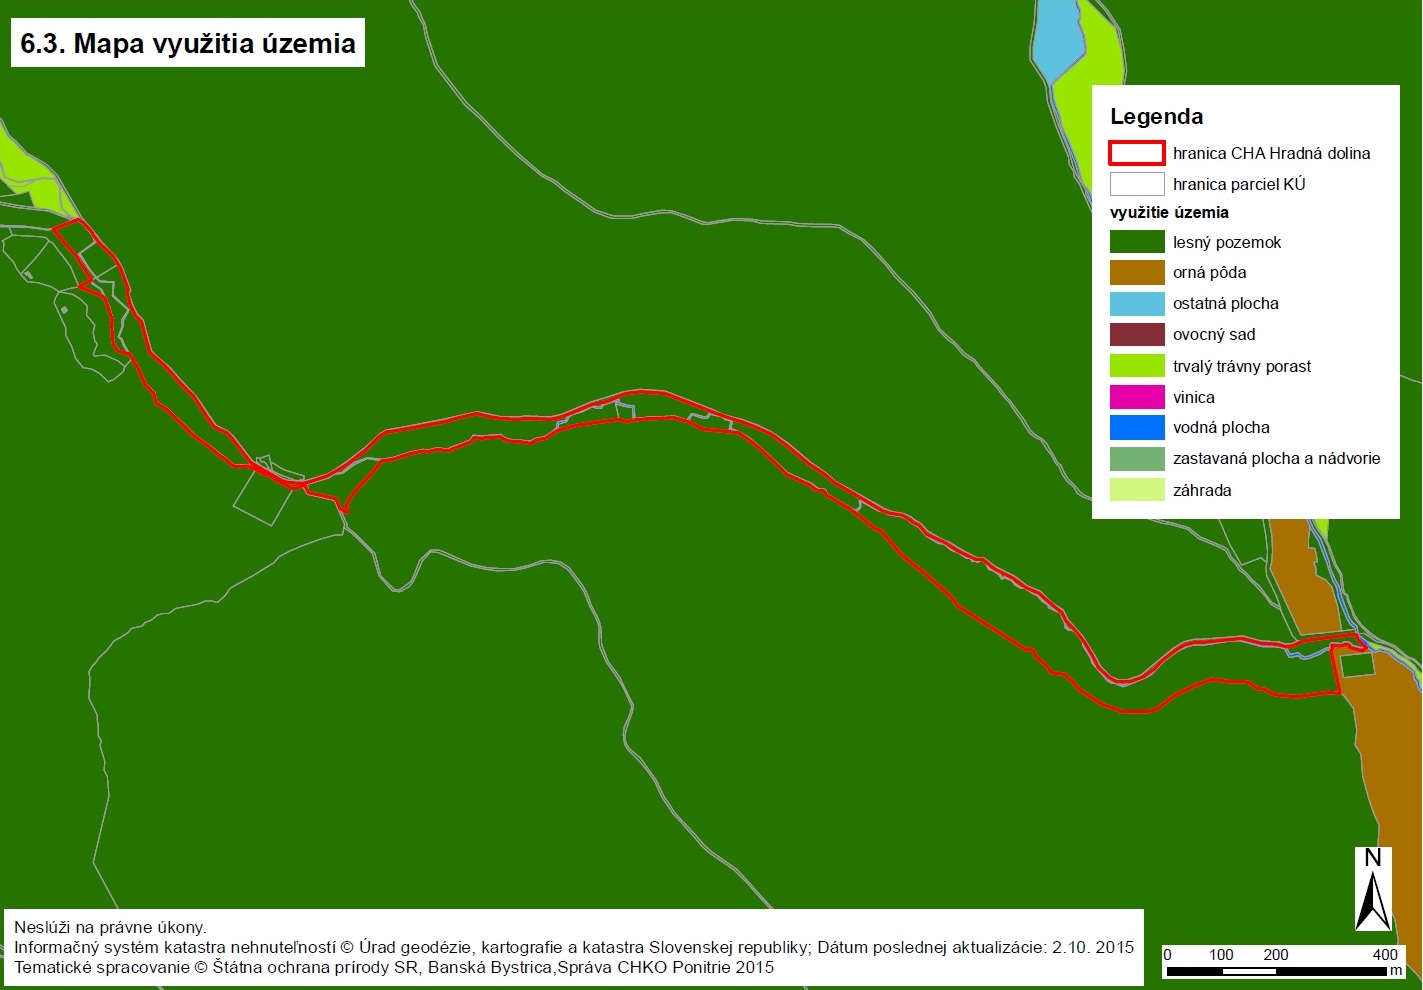 6.3. Mapa využitia územia
Legenda
hranica CHA Hradná dolina
hranica parciel KÚ
využitie územia
lesný pozemok
orná pôda
ostatná plocha
ovocný sad
trvalý trávny porast
vinica
vodná plocha
zastavaná plocha a nádvorie
záhrada
N
0 100 200 400
m
Neslúži na právne úkony.
Informačný systém katastra nehnuteľností © Úrad geodézie, kartografie a katastra Slovenskej republiky; Dátum poslednej aktualizácie: 2.10. 2015
Tematické spracovanie © Štátna ochrana prírody SR, Banská Bystrica,Správa CHKO Ponitrie 2015